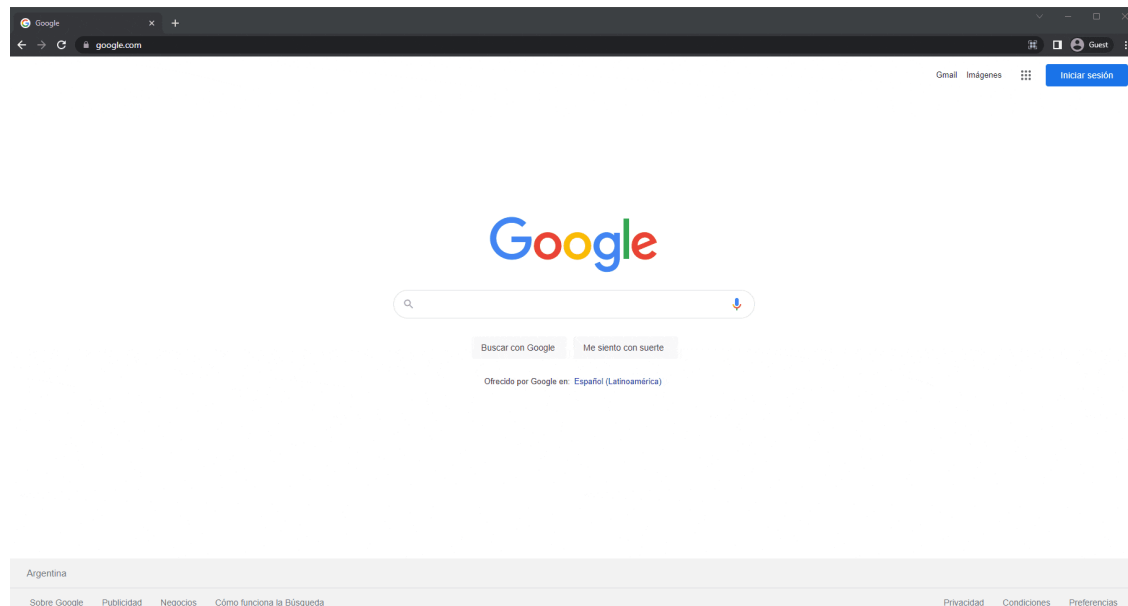 Google
google.com
Guest
Gmail Imágenes Iniciar sesión
Google
Buscar con Google Me siento con suerte
Ofrecido por Google en: Español (Latinoamérica)
Argentina
Sobre Google Publicidad Negocios Cómo funciona la Búsqueda Privacidad Condiciones Preferencias